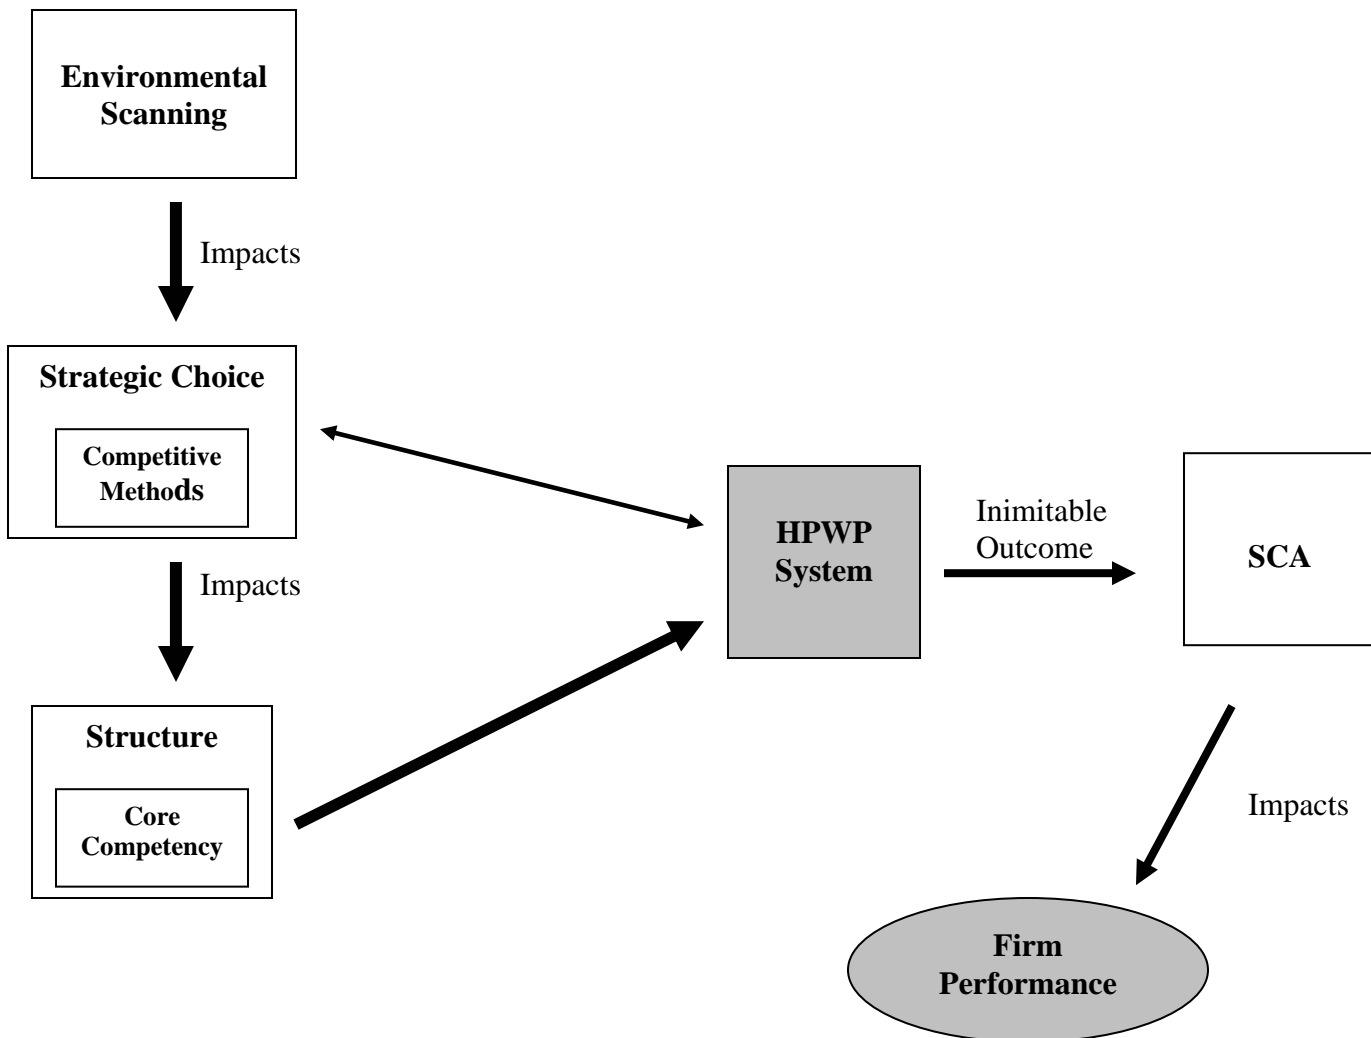 Environmental
Scanning
Impacts
Strategic Choice
Competitive
Methods
Impacts
Structure
Core
Competency
HPWP
System
Inimitable
Outcome
SCA
Impacts
Firm
Performance